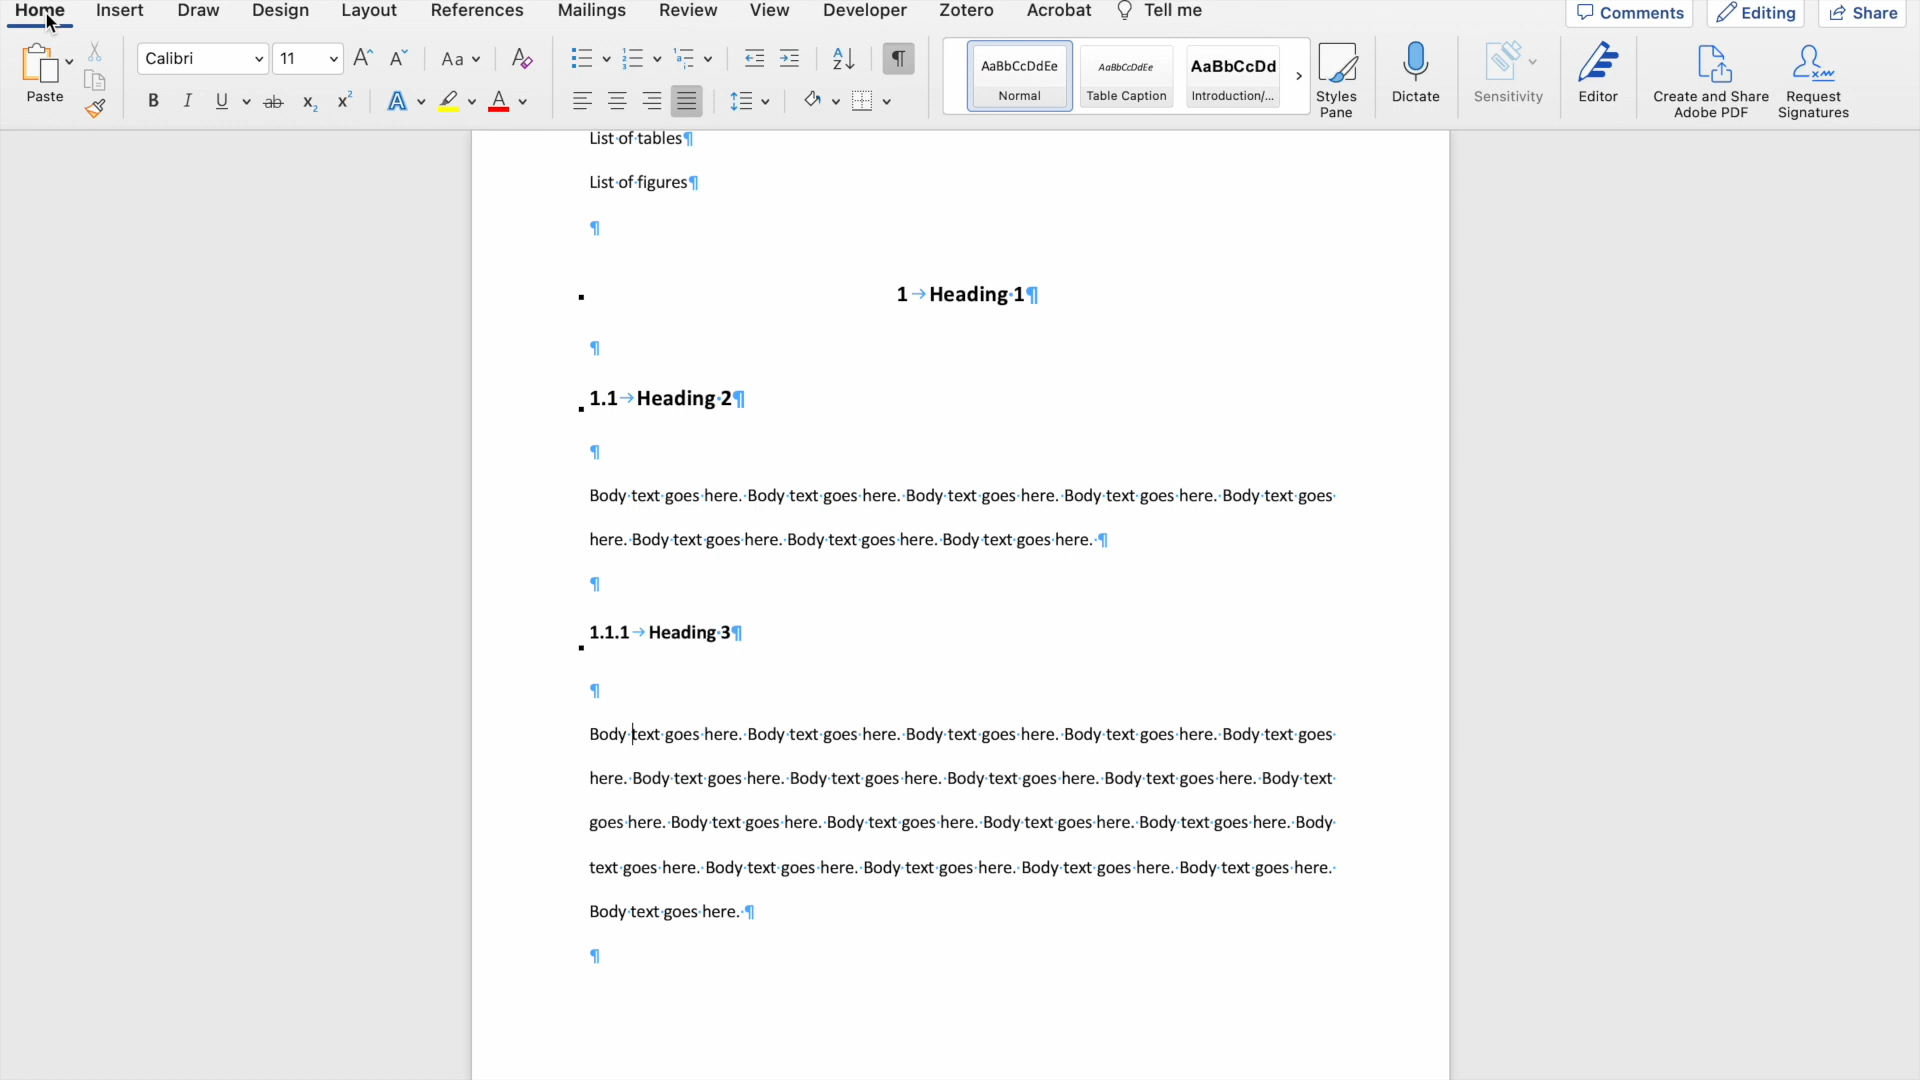 Home Insert Draw Design Layout References Mailings Review View Developer Zotero Acrobat Tell me Comments Editing Share
Calibri 11 Aa
Paste
B I U ab x₂ x² A A
AaBbCcDdEe AaBbCcDdEe AaBbCcDd
Normal Table Caption Introduction/...
Styles Pane
Dictate
Sensitivity
Editor
Create and Share Adobe PDF
Request Signatures
List of tables¶
List of figures¶
¶
1→Heading 1¶
¶
1.1→Heading 2¶
¶
Body text goes here. Body text goes here. Body text goes here. Body text goes here. Body text goes
here. Body text goes here. Body text goes here. Body text goes here. ¶
¶
1.1.1→Heading 3¶
¶
Body text goes here. Body text goes here. Body text goes here. Body text goes here. Body text goes
here. Body text goes here. Body text goes here. Body text goes here. Body text goes here. Body text
goes here. Body text goes here. Body text goes here. Body text goes here. Body text goes here. Body
text goes here. Body text goes here. Body text goes here. Body text goes here. Body text goes here.
Body text goes here. ¶
¶